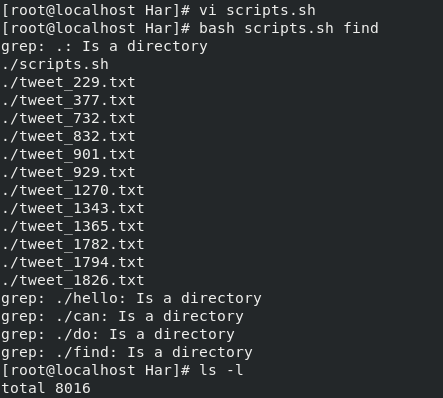 [root@localhost Har]# vi scripts.sh
[root@localhost Har]# bash scripts.sh find
grep: .: Is a directory
./scripts.sh
./tweet_229.txt
./tweet_377.txt
./tweet_732.txt
./tweet_832.txt
./tweet_901.txt
./tweet_929.txt
./tweet_1270.txt
./tweet_1343.txt
./tweet_1365.txt
./tweet_1782.txt
./tweet_1794.txt
./tweet_1826.txt
grep: ./hello: Is a directory
grep: ./can: Is a directory
grep: ./do: Is a directory
grep: ./find: Is a directory
[root@localhost Har]# ls -l
total 8016